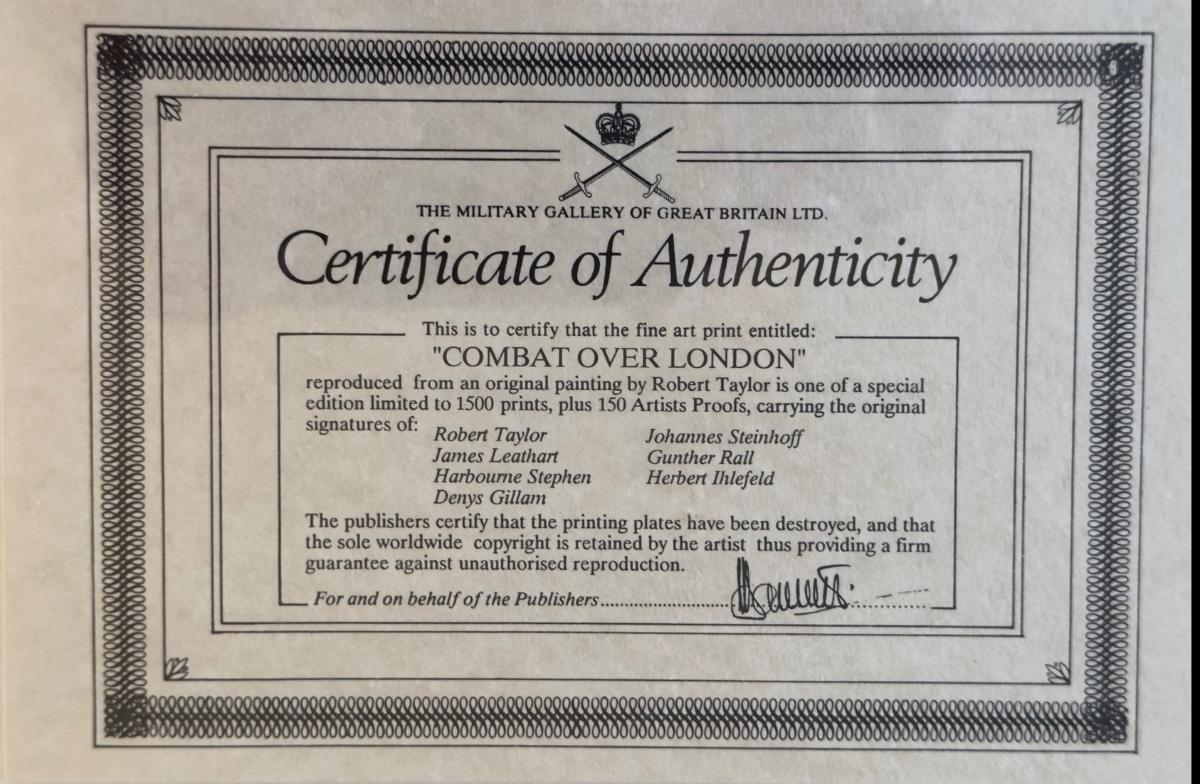 THE MILITARY GALLERY OF GREAT BRITAIN LTD.
Certificate of Authenticity
This is to certify that the fine art print entitled:
"COMBAT OVER LONDON"
reproduced from an original painting by Robert Taylor is one of a special
edition limited to 1500 prints, plus 150 Artists Proofs, carrying the original
signatures of:
Robert Taylor
James Leathart
Harbourne Stephen
Denys Gillam
Johannes Steinhoff
Gunther Rall
Herbert Ihlefeld
The publishers certify that the printing plates have been destroyed, and that
the sole worldwide copyright is retained by the artist thus providing a firm
guarantee against unauthorised reproduction.
For and on behalf of the Publishers